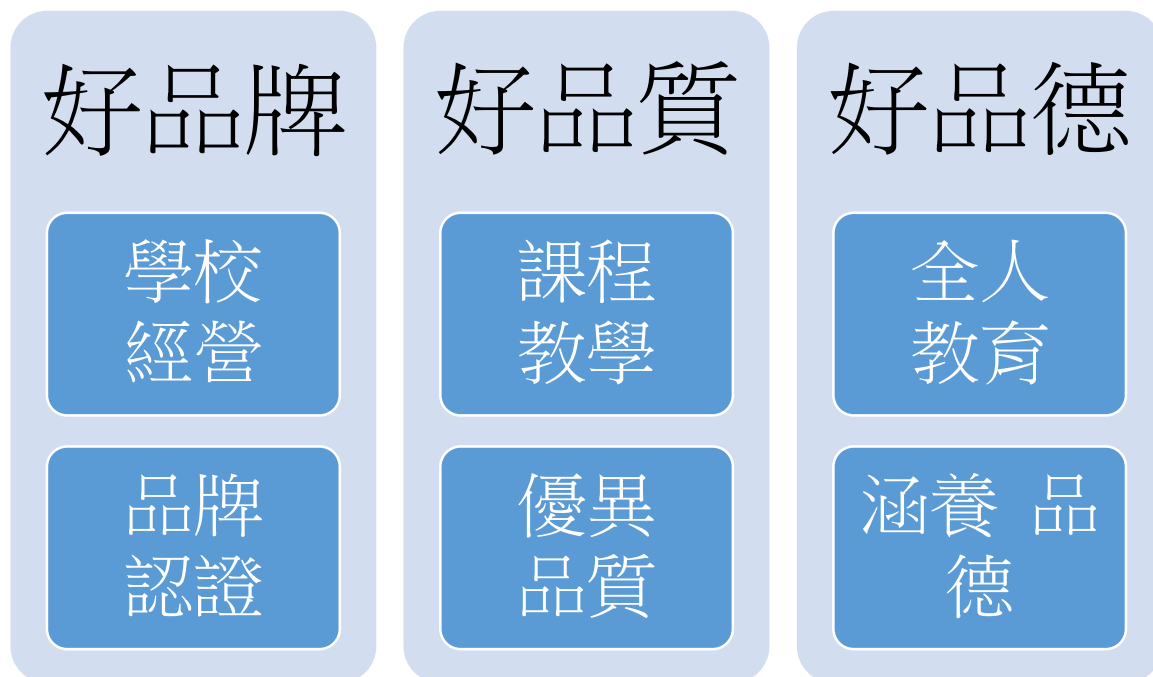 好品牌
學校
經營
品牌
認證
好品質
課程
教學
優異
品質
好品德
全人
教育
涵養 品
德